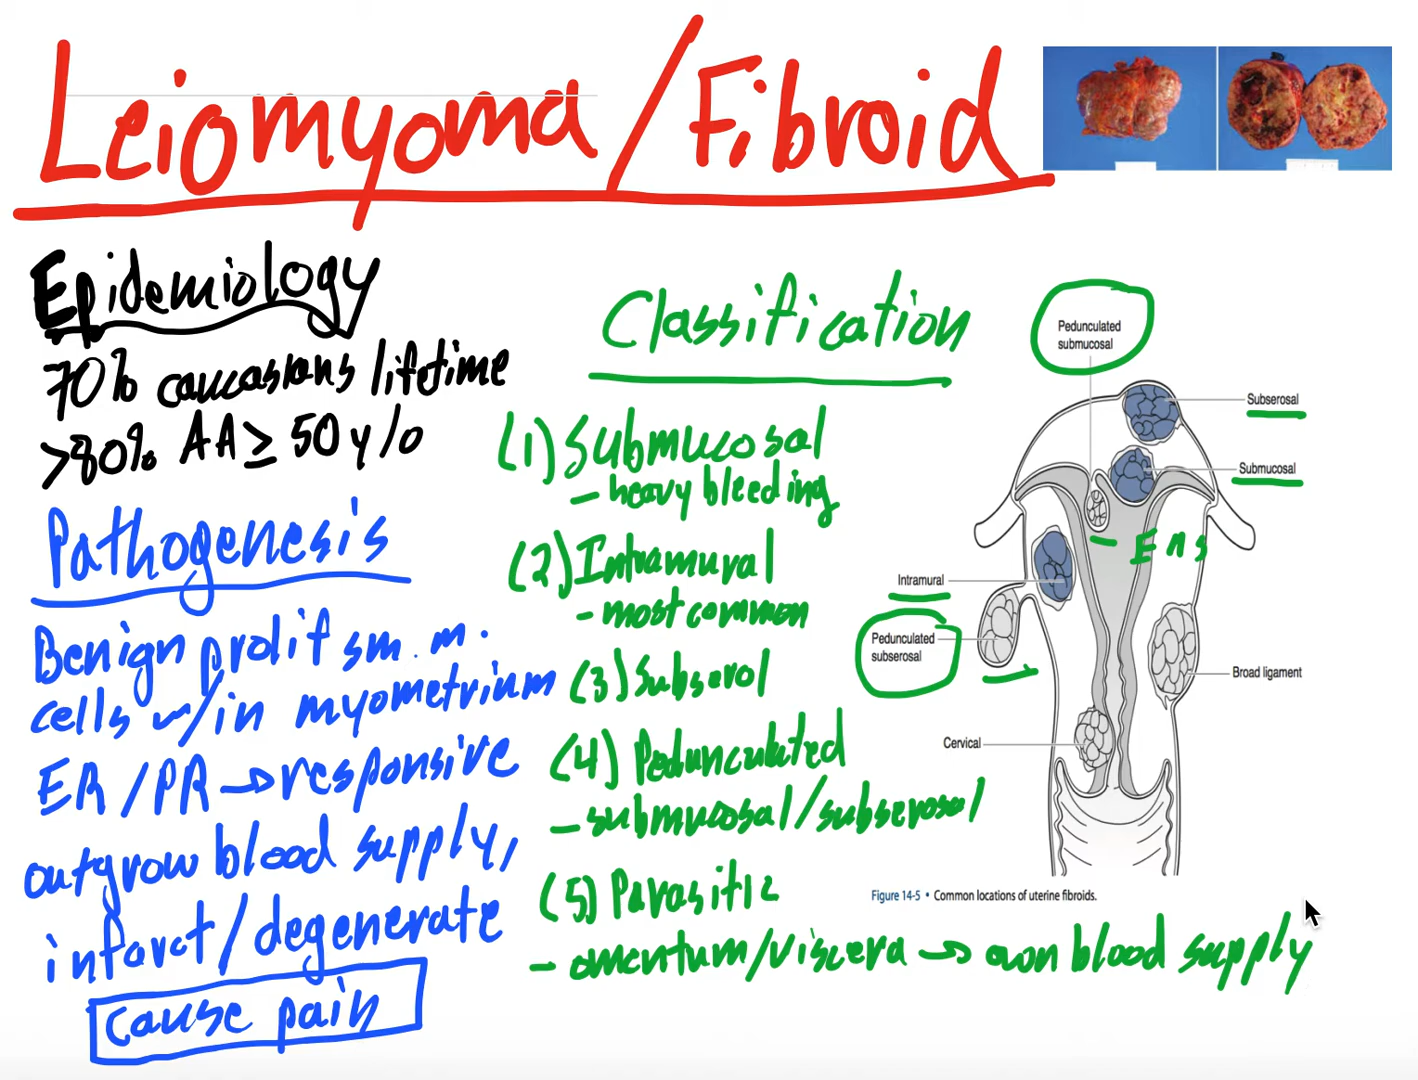 Leiomyoma/Fibroid
Epidemiology
70% caucasians lifetime
>80% AA ≥ 50 y/o
Pathogenesis
Benign prolif sm. m.
cells w/in myometrium
ER/PR → responsive
outgrow blood supply,
infarct/degenerate
cause pain
Classification
(1) Submucosal
- heavy bleeding
(2) Intramural
- most common
(3) Subserol
(4) Pedunculated
- submucosal/subserosal
(5) Parasitic
- omentum/viscera → own blood supply
Pedunculated
submucosal
Subserosal
Submucosal
- EMS
Intramural
Pedunculated
subserosal
Broad ligament
Cervical
Figure 14-5 • Common locations of uterine fibroids.